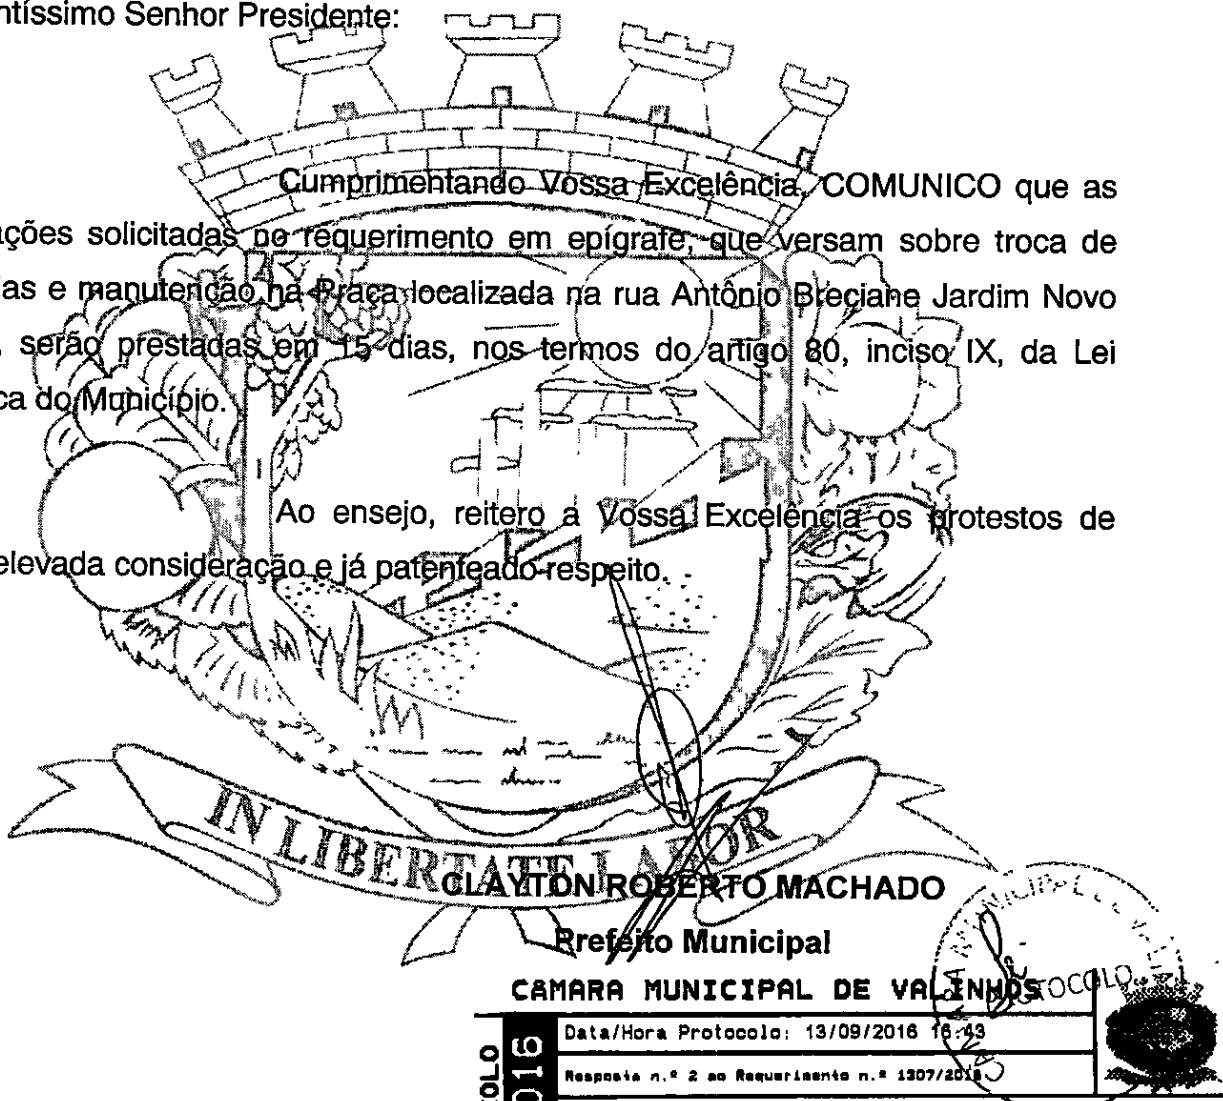 ntíssimo Senhor Presidente:
Cumprimentando Vossa Excelência, COMUNICO que as
ações solicitadas no requerimento em epígrafe, que versam sobre troca de
as e manutenção na Praça localizada na rua Antônio Breciane Jardim Novo
, serão prestadas em 15 dias, nos termos do artigo 80, inciso IX, da Lei
ca do Município.
Ao ensejo, reitero a Vossa Excelência os protestos de
elevada consideração e já patenteado respeito.
IN LIBERTATE LABOR
CLAYTON ROBERTO MACHADO
Prefeito Municipal
CÂMARA MUNICIPAL DE VALINHOS
Data/Hora Protocolo: 13/09/2016 16:43
Resposta n.º 2 ao Requerimento n.º 1307/2016
OLO
016
PROTOCOLO